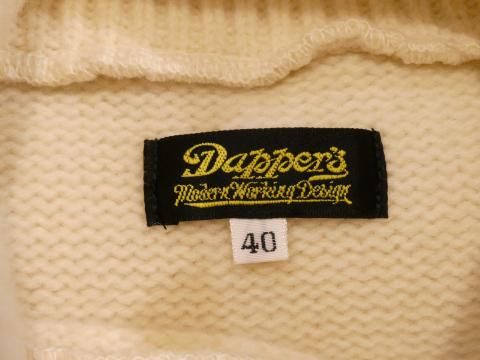 Dapper's
Modern Working Design
40